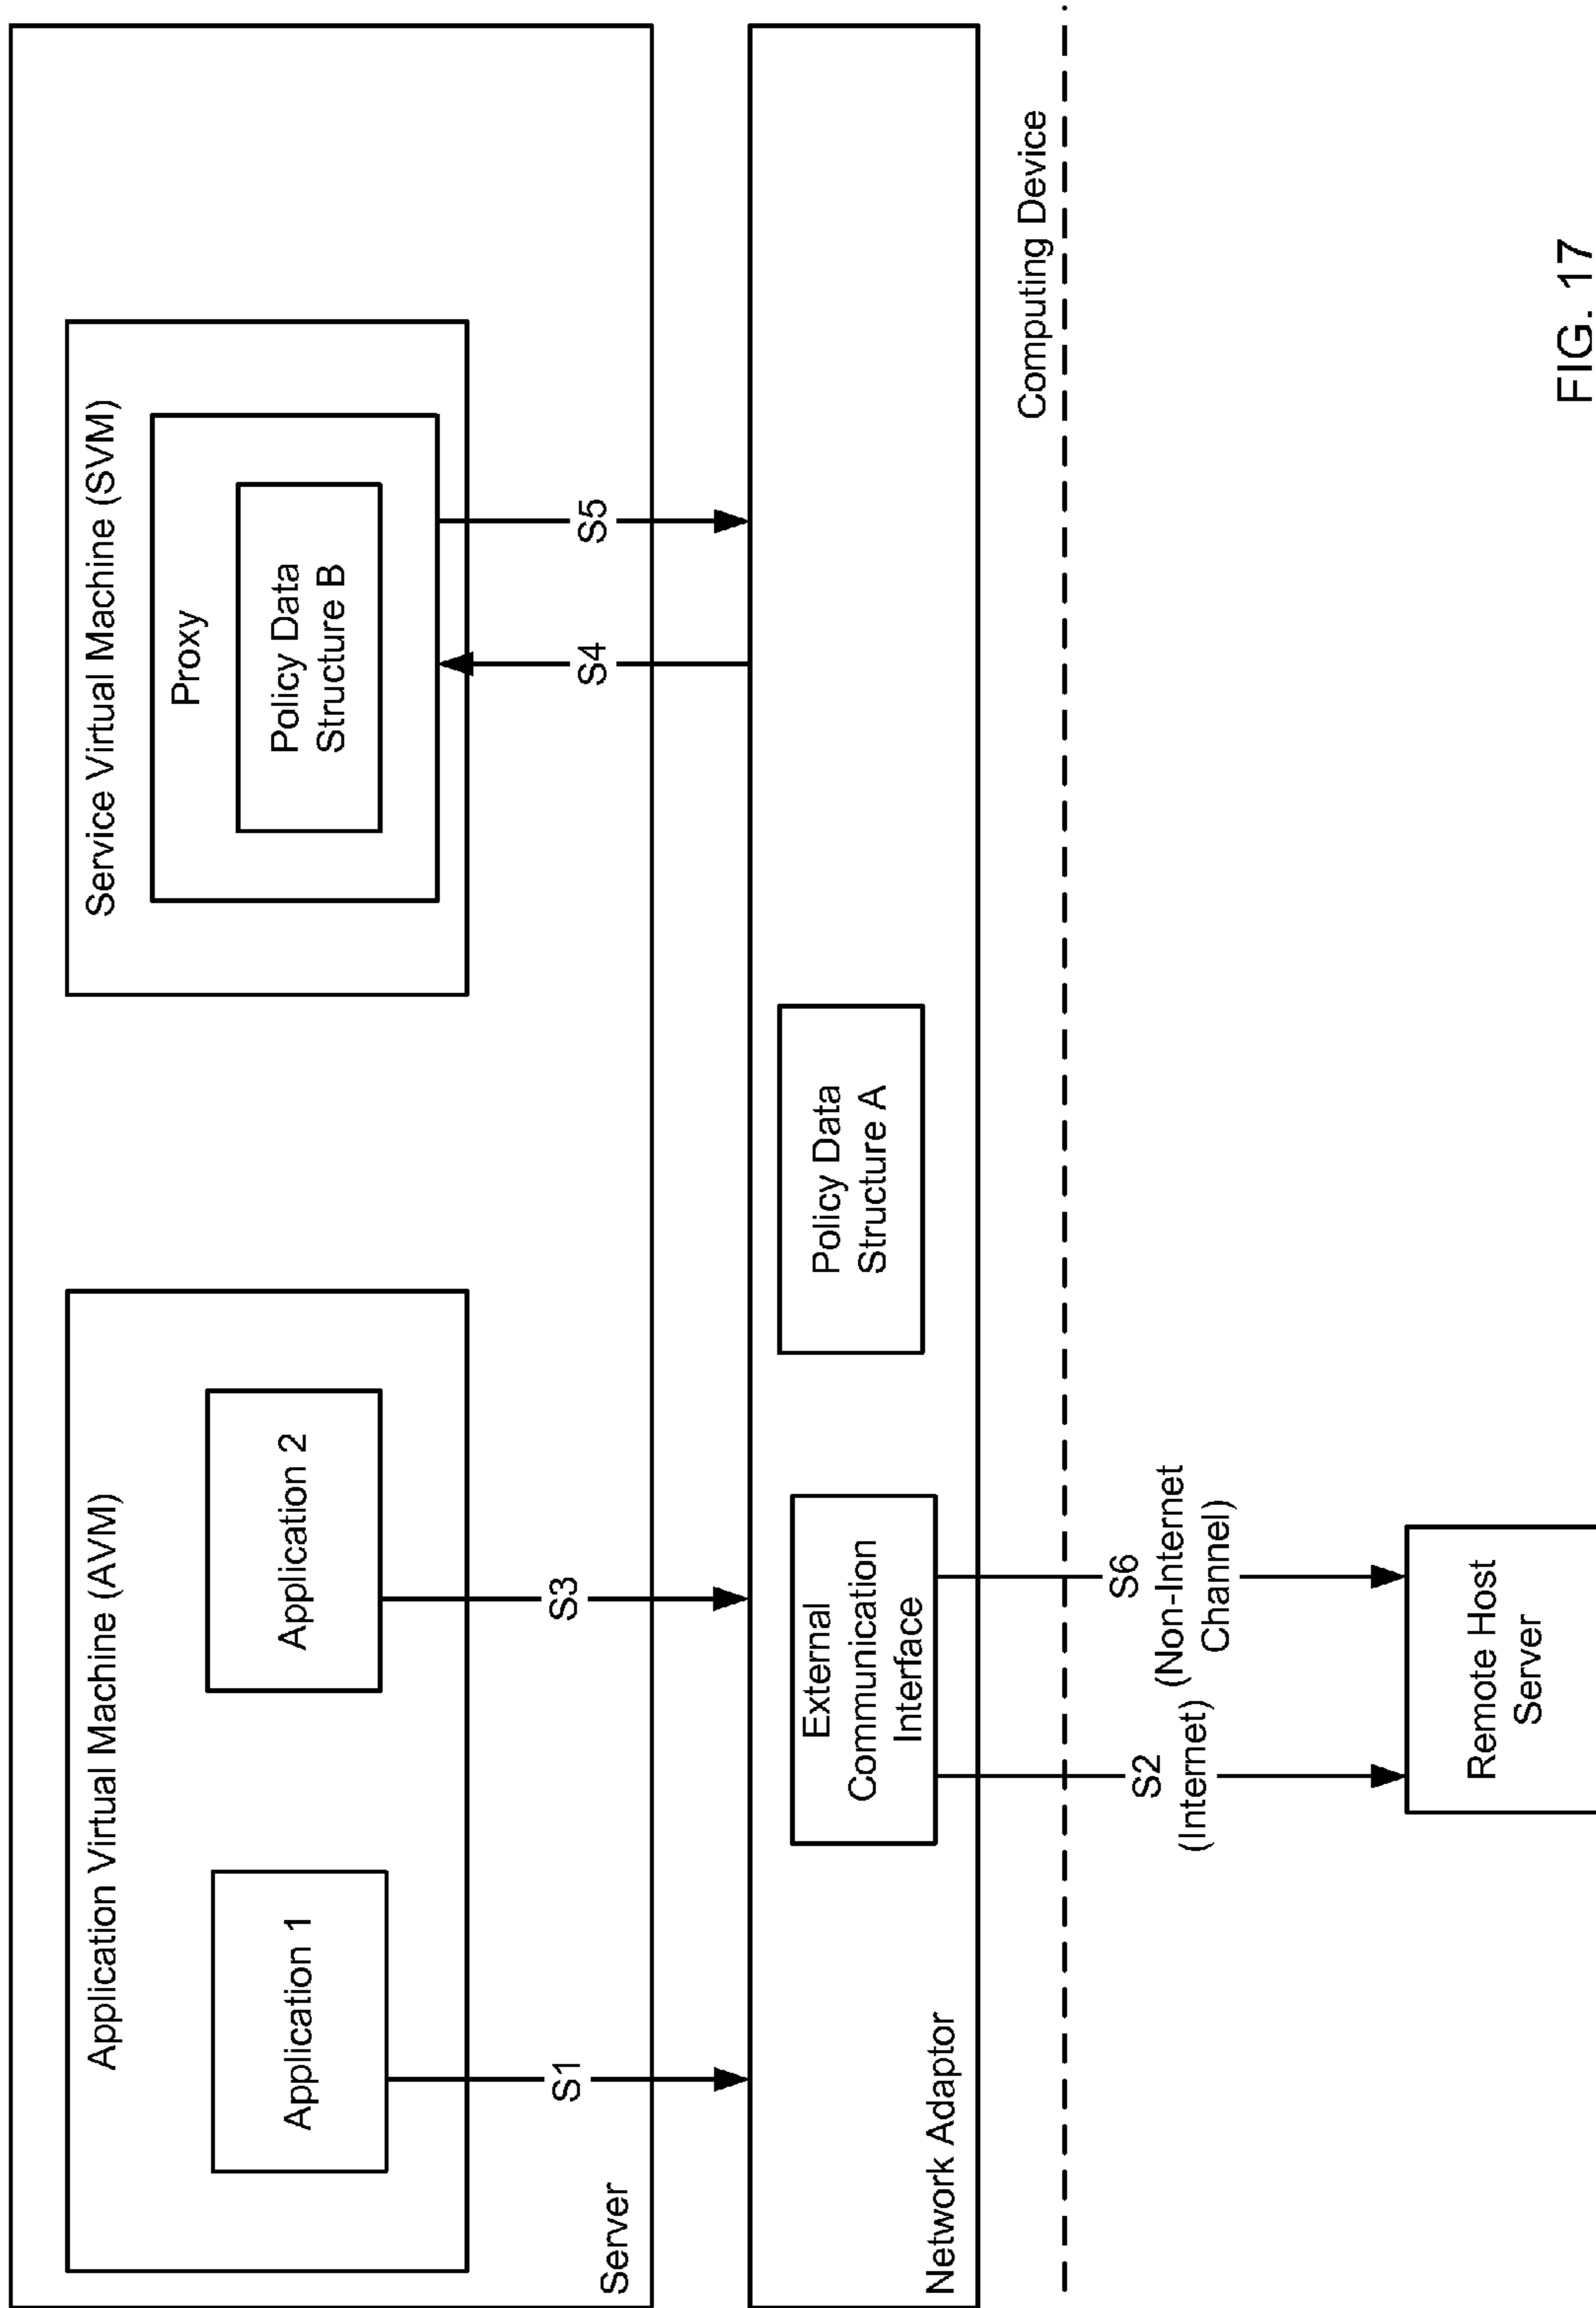 Application Virtual Machine (AVM)
Application 1
Application 2
Service Virtual Machine (SVM)
Proxy
Policy Data
Structure B
Server
S1
S3
S4
S5
External
Communication
Interface
Policy Data
Structure A
Network Adaptor
Computing Device
S2
(Internet)
S6
(Non-Internet
Channel)
Remote Host
Server
FIG. 17